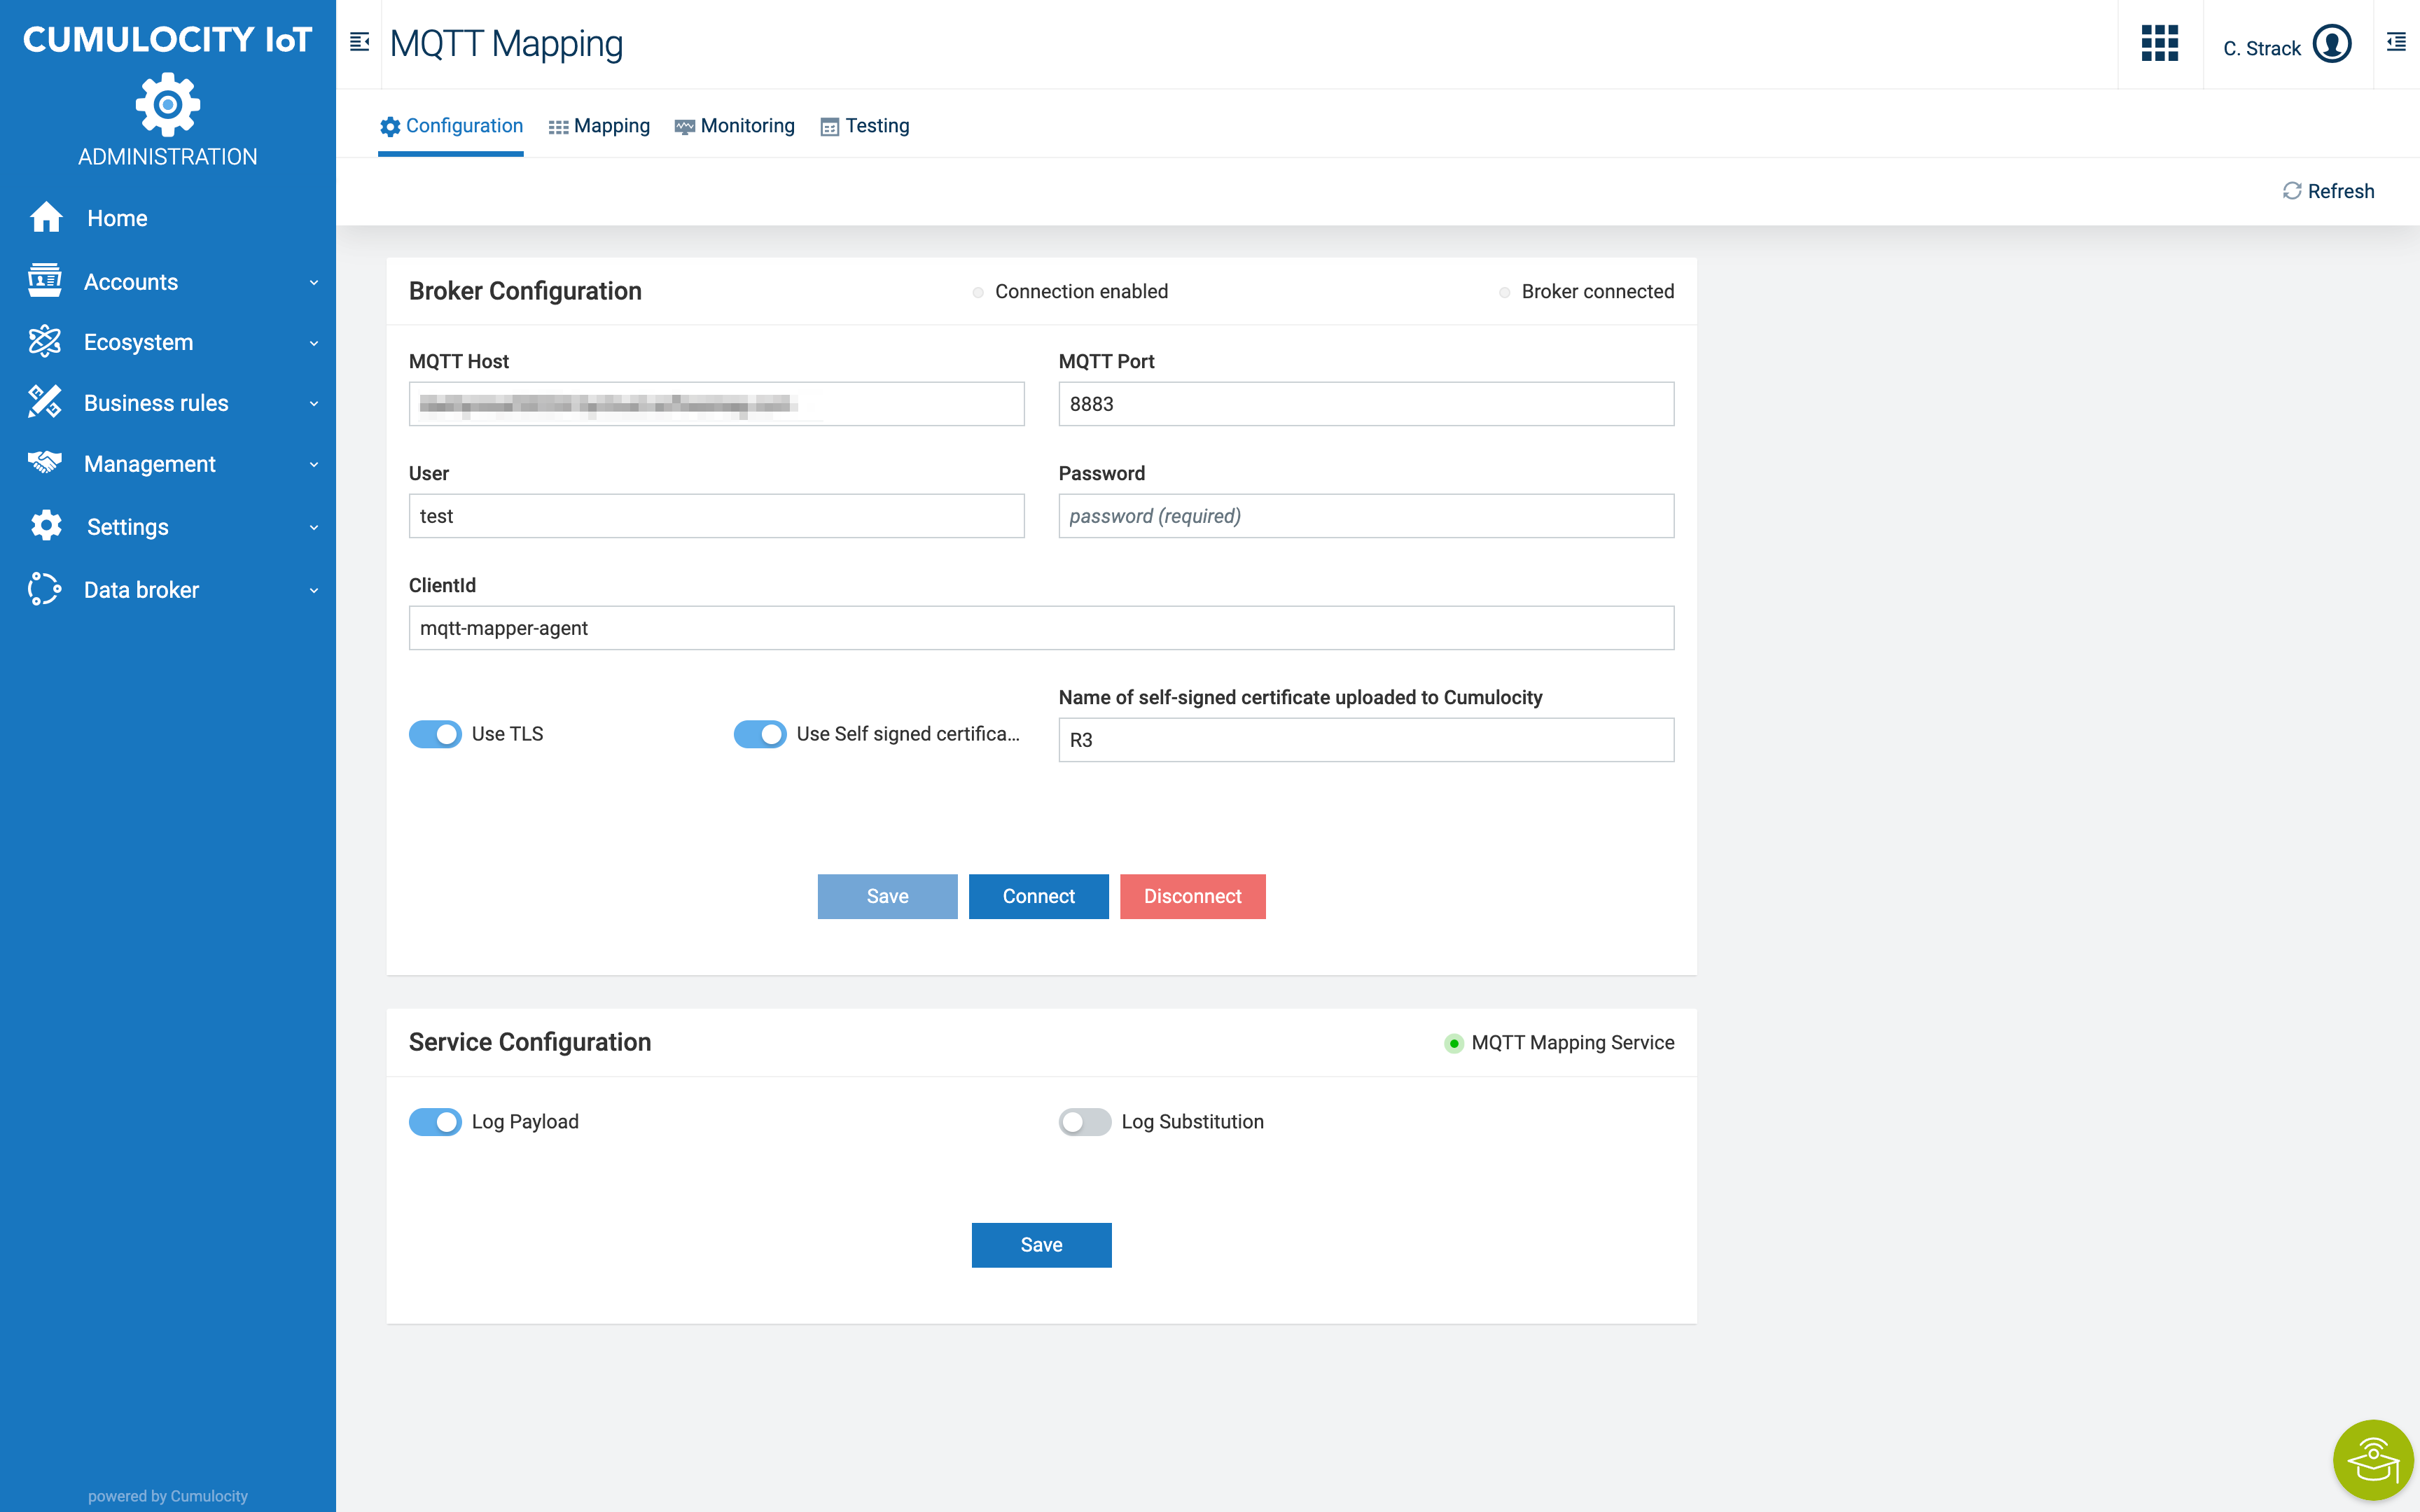 CUMULOCITY IoT
ADMINISTRATION
Home
Accounts
Ecosystem
Business rules
Management
Settings
Data broker
powered by Cumulocity
MQTT Mapping
C. Strack
Configuration
Mapping
Monitoring
Testing
Refresh
Broker Configuration
Connection enabled
Broker connected
MQTT Host
MQTT Port
8883
User
Password
test
password (required)
ClientId
mqtt-mapper-agent
Name of self-signed certificate uploaded to Cumulocity
Use TLS
Use Self signed certifica...
R3
Save
Connect
Disconnect
Service Configuration
MQTT Mapping Service
Log Payload
Log Substitution
Save